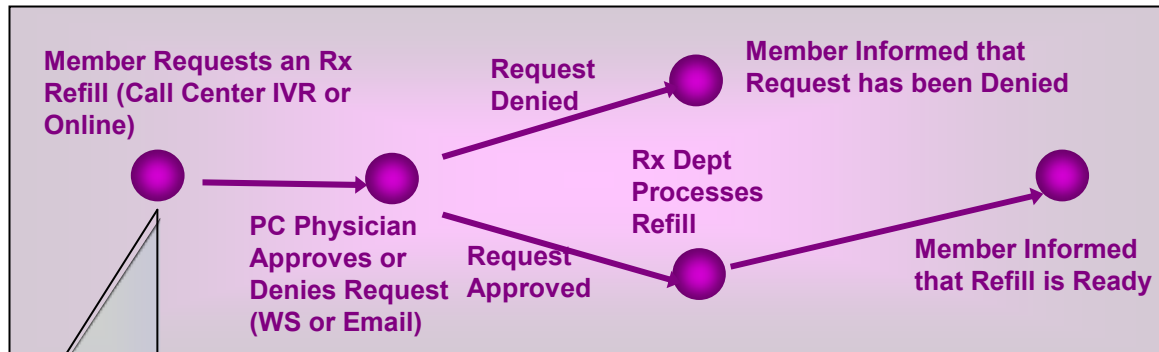 Member Requests an Rx
Refill (Call Center IVR or
Online)
PC Physician
Approves or
Denies Request
(WS or Email)
Request
Denied
Member Informed that
Request has been Denied
Request
Approved
Rx Dept
Processes
Refill
Member Informed
that Refill is Ready